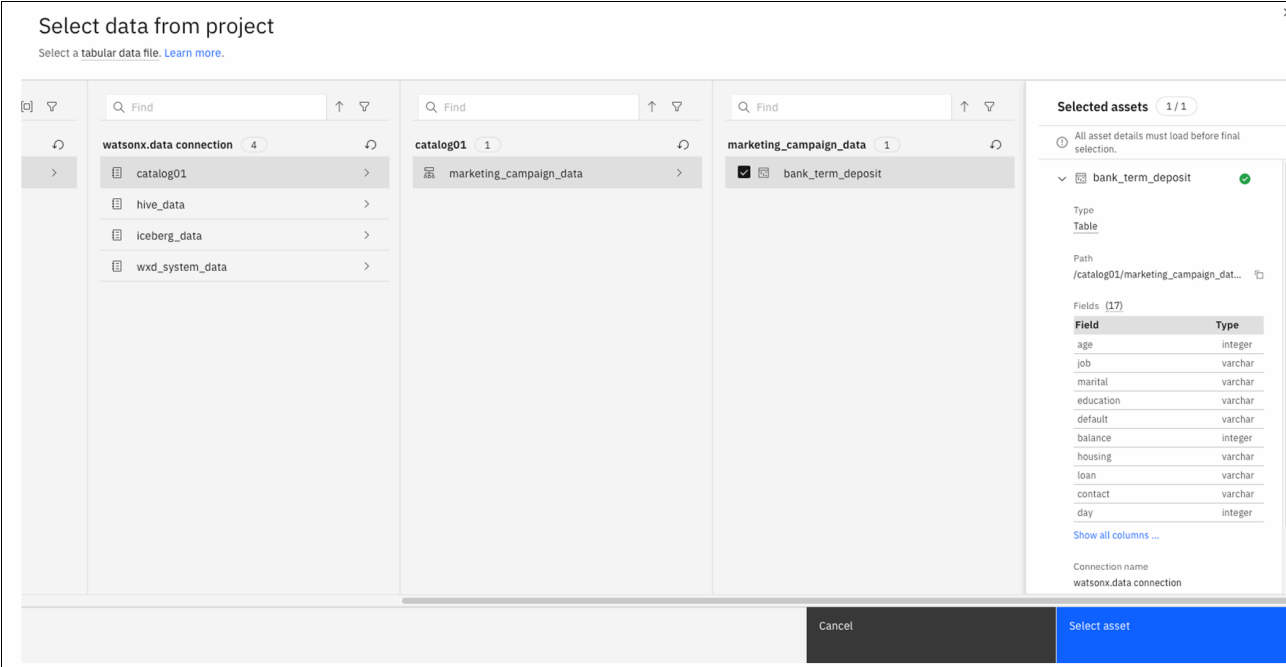 Select data from project
Select a tabular data file. Learn more.
Find
watsonx.data connection 4
catalog01
hive_data
iceberg_data
wxd_system_data
Find
catalog01 1
marketing_campaign_data
Find
marketing_campaign_data 1
bank_term_deposit
Selected assets 1 / 1
All asset details must load before final
selection.
bank_term_deposit
Type
Table
Path
/catalog01/marketing_campaign_dat...
Fields (17)
Field Type
age integer
job varchar
marital varchar
education varchar
default varchar
balance integer
housing varchar
loan varchar
contact varchar
day integer
Show all columns ...
Connection name
watsonx.data connection
Cancel
Select asset